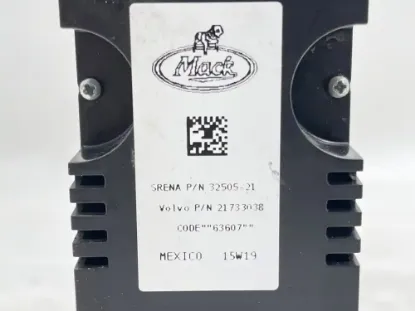 Mack
SRENA P/N 32505-21
Volvo P/N 21733038
CODE""63607""
MEXICO 15W19